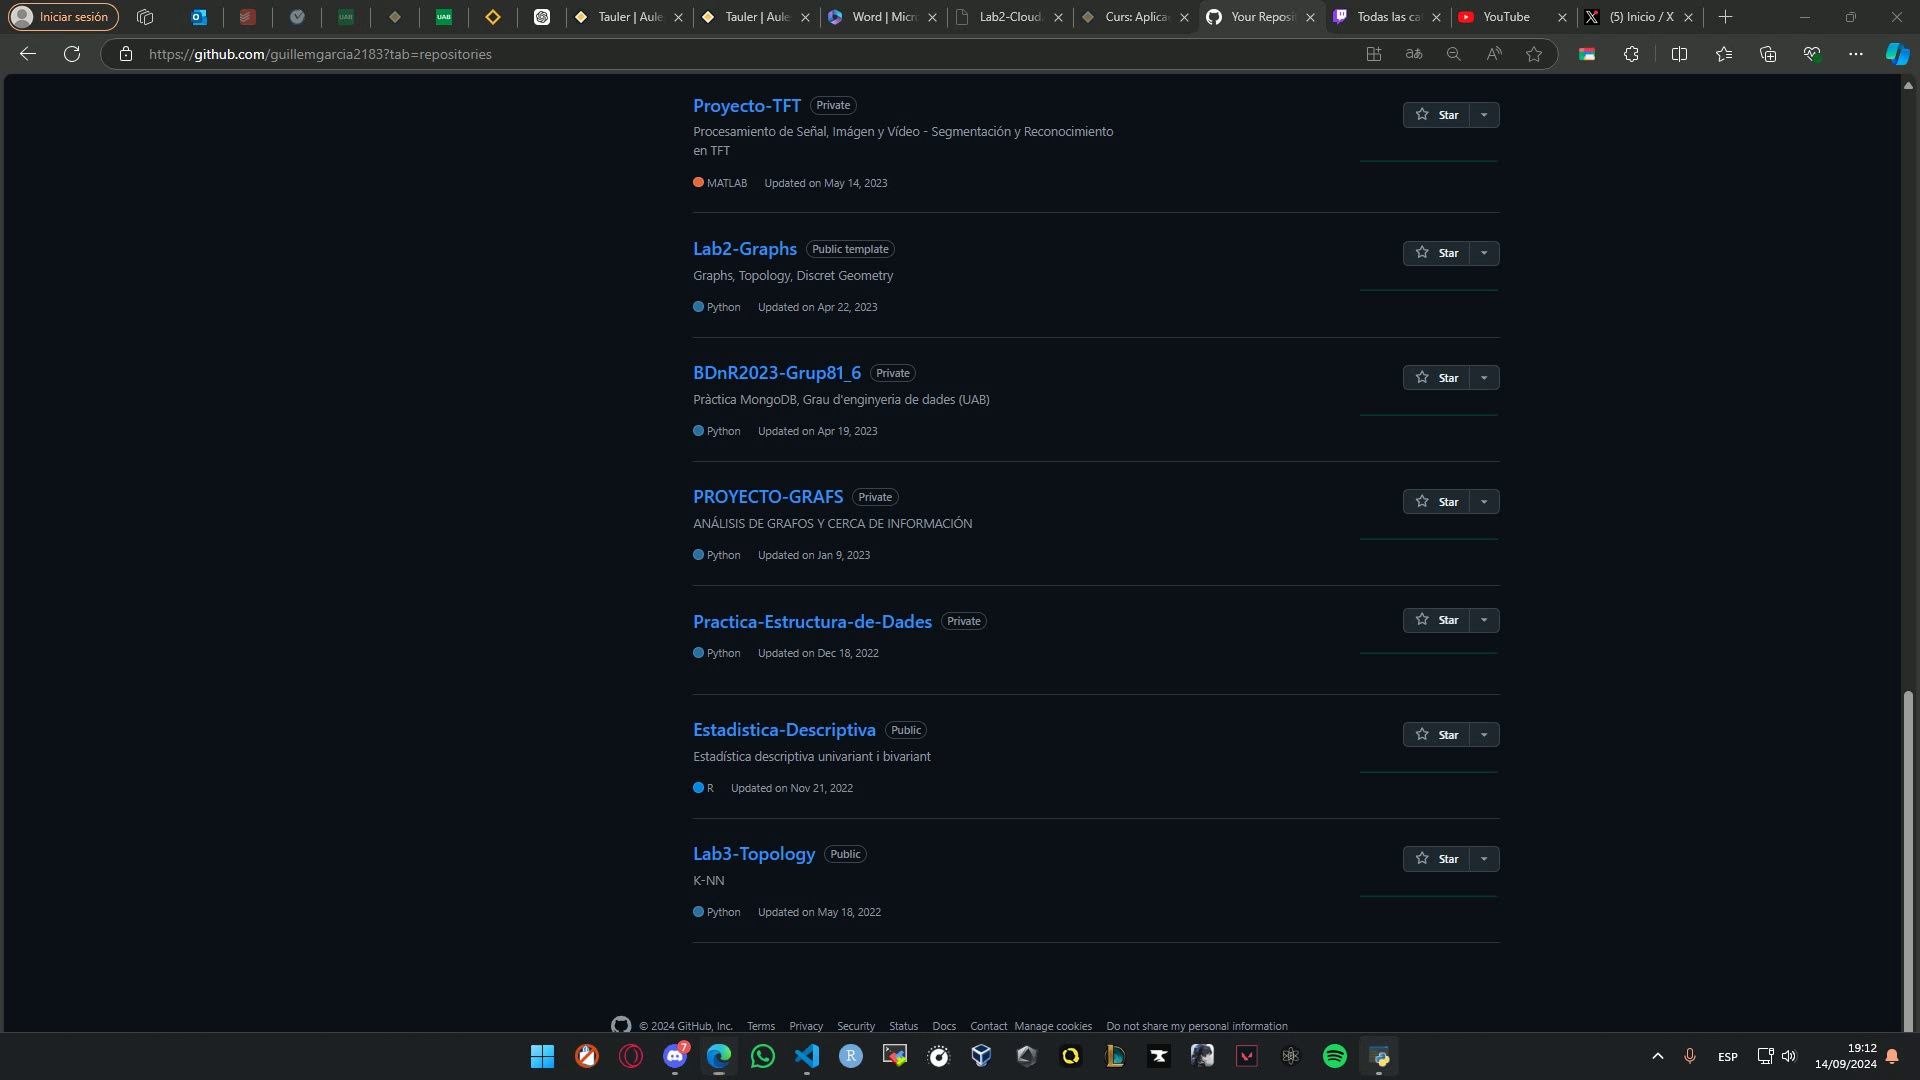 Iniciar sesión
Tauler | Aule
Tauler | Aule
Word | Micr
Lab2-Cloud
Curs: Aplica
Your Reposi
Todas las ca
YouTube
(5) Inicio / X
https://github.com/guillemgarcia2183?tab=repositories
Proyecto-TFT Private
Star
Procesamiento de Señal, Imágen y Vídeo - Segmentación y Reconocimiento
en TFT
MATLAB Updated on May 14, 2023
Lab2-Graphs Public template
Star
Graphs, Topology, Discret Geometry
Python Updated on Apr 22, 2023
BDnR2023-Grup81_6 Private
Star
Pràctica MongoDB, Grau d'enginyeria de dades (UAB)
Python Updated on Apr 19, 2023
PROYECTO-GRAFS Private
Star
ANÁLISIS DE GRAFOS Y CERCA DE INFORMACIÓN
Python Updated on Jan 9, 2023
Practica-Estructura-de-Dades Private
Star
Python Updated on Dec 18, 2022
Estadistica-Descriptiva Public
Star
Estadística descriptiva univariant i bivariant
R Updated on Nov 21, 2022
Lab3-Topology Public
Star
K-NN
Python Updated on May 18, 2022
© 2024 GitHub, Inc. Terms Privacy Security Status Docs Contact Manage cookies Do not share my personal information
7
ESP
19:12
14/09/2024